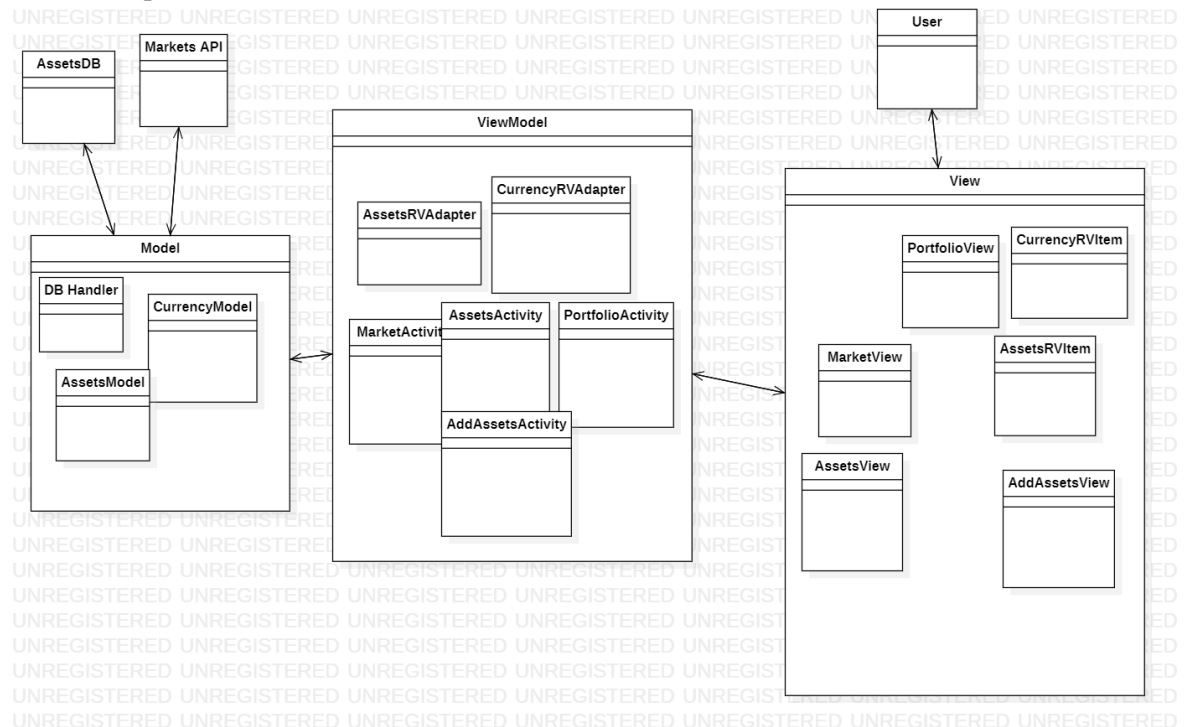 User
Markets API
AssetsDB
ViewModel
View
CurrencyRVAdapter
AssetsRVAdapter
PortfolioView
CurrencyRVItem
Model
DB Handler
CurrencyModel
AssetsActivity
PortfolioActivity
MarketActivit
AssetsRVItem
MarketView
AssetsModel
AddAssetsActivity
AssetsView
AddAssetsView
UNREGISTERED